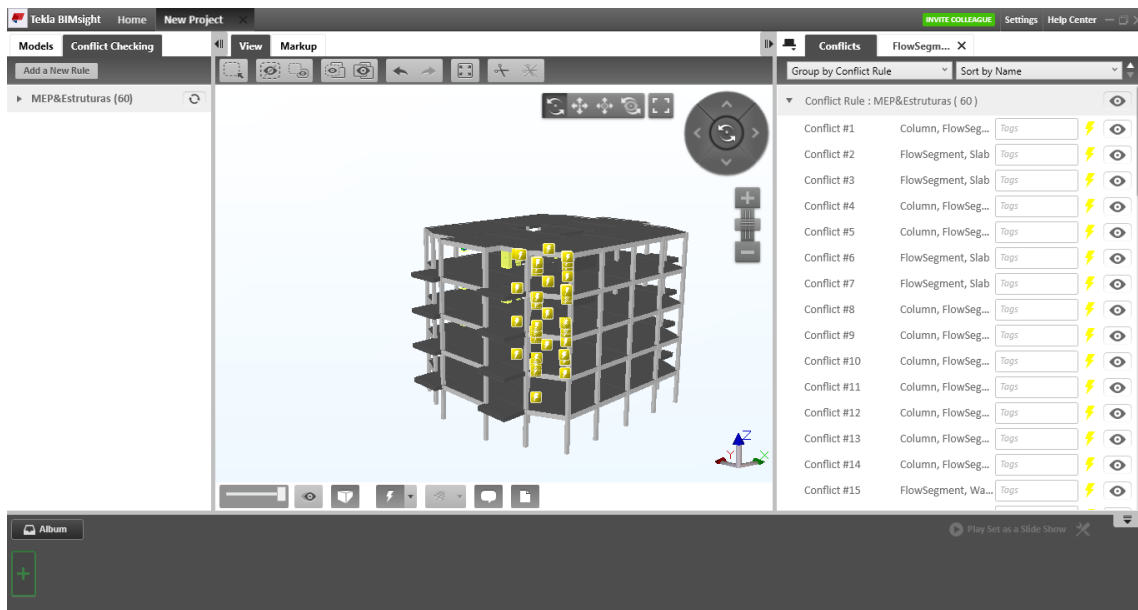 Tekla BIMsight Home New Project × INVITE COLLEAGUE Settings Help Center
Models Conflict Checking View Markup Conflicts FlowSegm... X
Add a New Rule Group by Conflict Rule Sort by Name
MEP&Estruturas (60) Conflict Rule : MEP&Estruturas ( 60 )
Conflict #1 Column, FlowSeg... Tags
Conflict #2 FlowSegment, Slab Tags
Conflict #3 FlowSegment, Slab Tags
Conflict #4 Column, FlowSeg... Tags
Conflict #5 Column, FlowSeg... Tags
Conflict #6 FlowSegment, Slab Tags
Conflict #7 FlowSegment, Slab Tags
Conflict #8 Column, FlowSeg... Tags
Conflict #9 Column, FlowSeg... Tags
Conflict #10 Column, FlowSeg... Tags
Conflict #11 Column, FlowSeg... Tags
Conflict #12 Column, FlowSeg... Tags
Conflict #13 Column, FlowSeg... Tags
Z
Y X
Conflict #14 Column, FlowSeg... Tags
Conflict #15 FlowSegment, Wa... Tags
Album Play Set as a Slide Show